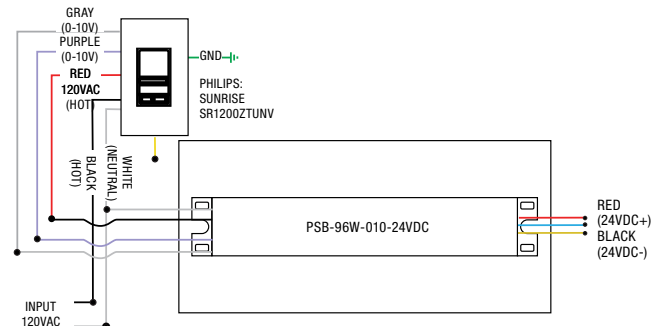 GRAY
(0-10V)
PURPLE
(0-10V)
RED
120VAC
(HOT)
GND
PHILIPS:
SUNRISE
SR1200ZTUNV
BLACK
(HOT)
WHITE
(NEUTRAL)
PSB-96W-010-24VDC
RED
(24VDC+)
BLACK
(24VDC-)
INPUT
120VAC